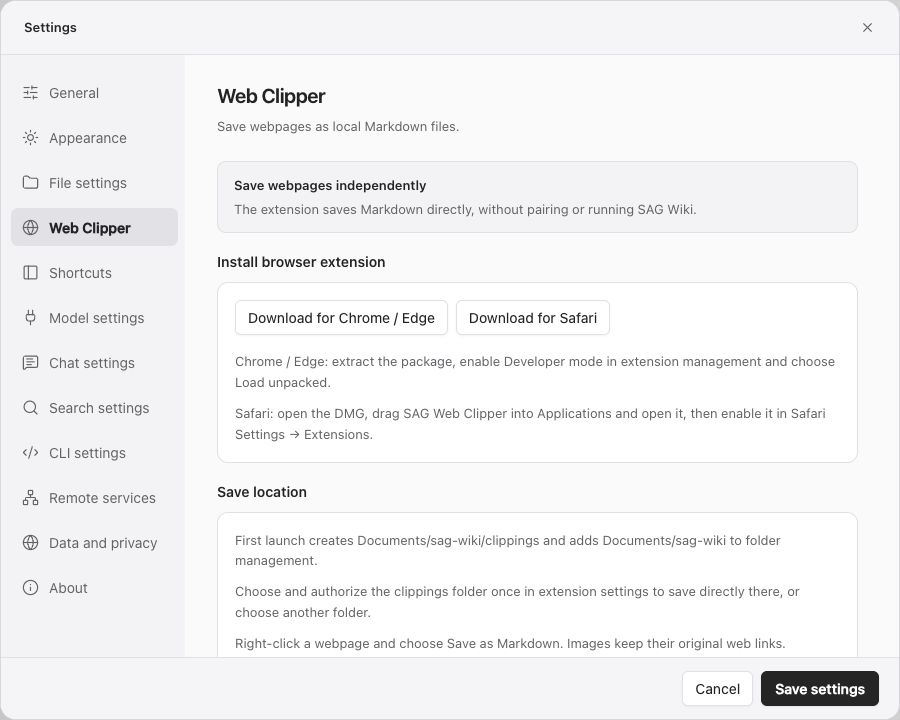 Settings
General
Appearance
File settings
Web Clipper
Shortcuts
Model settings
Chat settings
Search settings
CLI settings
Remote services
Data and privacy
About
Web Clipper
Save webpages as local Markdown files.
Save webpages independently
The extension saves Markdown directly, without pairing or running SAG Wiki.
Install browser extension
Download for Chrome / Edge
Download for Safari
Chrome / Edge: extract the package, enable Developer mode in extension management and choose
Load unpacked.
Safari: open the DMG, drag SAG Web Clipper into Applications and open it, then enable it in Safari
Settings → Extensions.
Save location
First launch creates Documents/sag-wiki/clippings and adds Documents/sag-wiki to folder
management.
Choose and authorize the clippings folder once in extension settings to save directly there, or
choose another folder.
Right-click a webpage and choose Save as Markdown. Images keep their original web links.
Cancel
Save settings